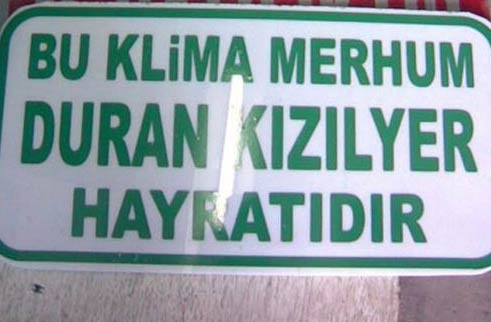 BU KLiMA MERHUM
DURAN KIZILYER
HAYRATIDIR